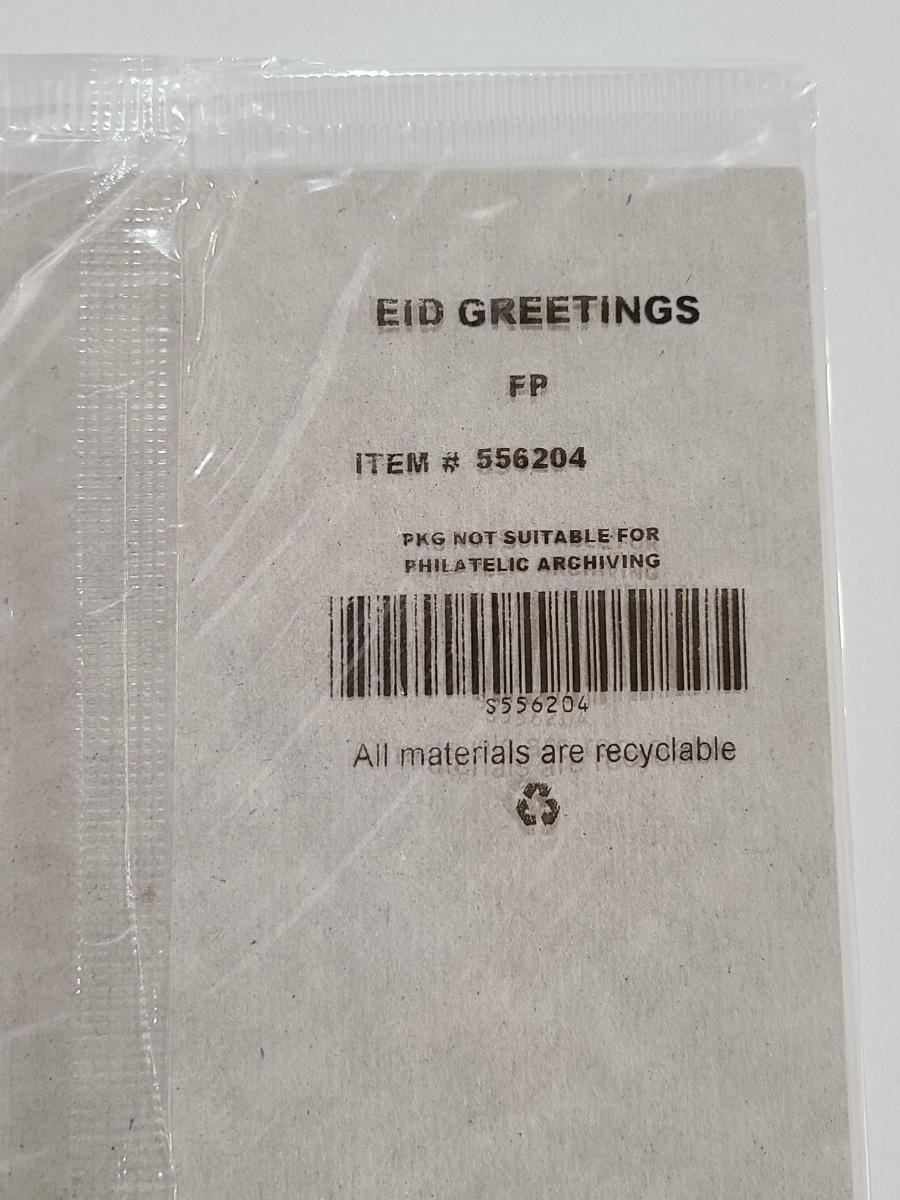 EID GREETINGS
FP
ITEM # 556204
PKG NOT SUITABLE FOR
PHILATELIC ARCHIVING
S556204
All materials are recyclable